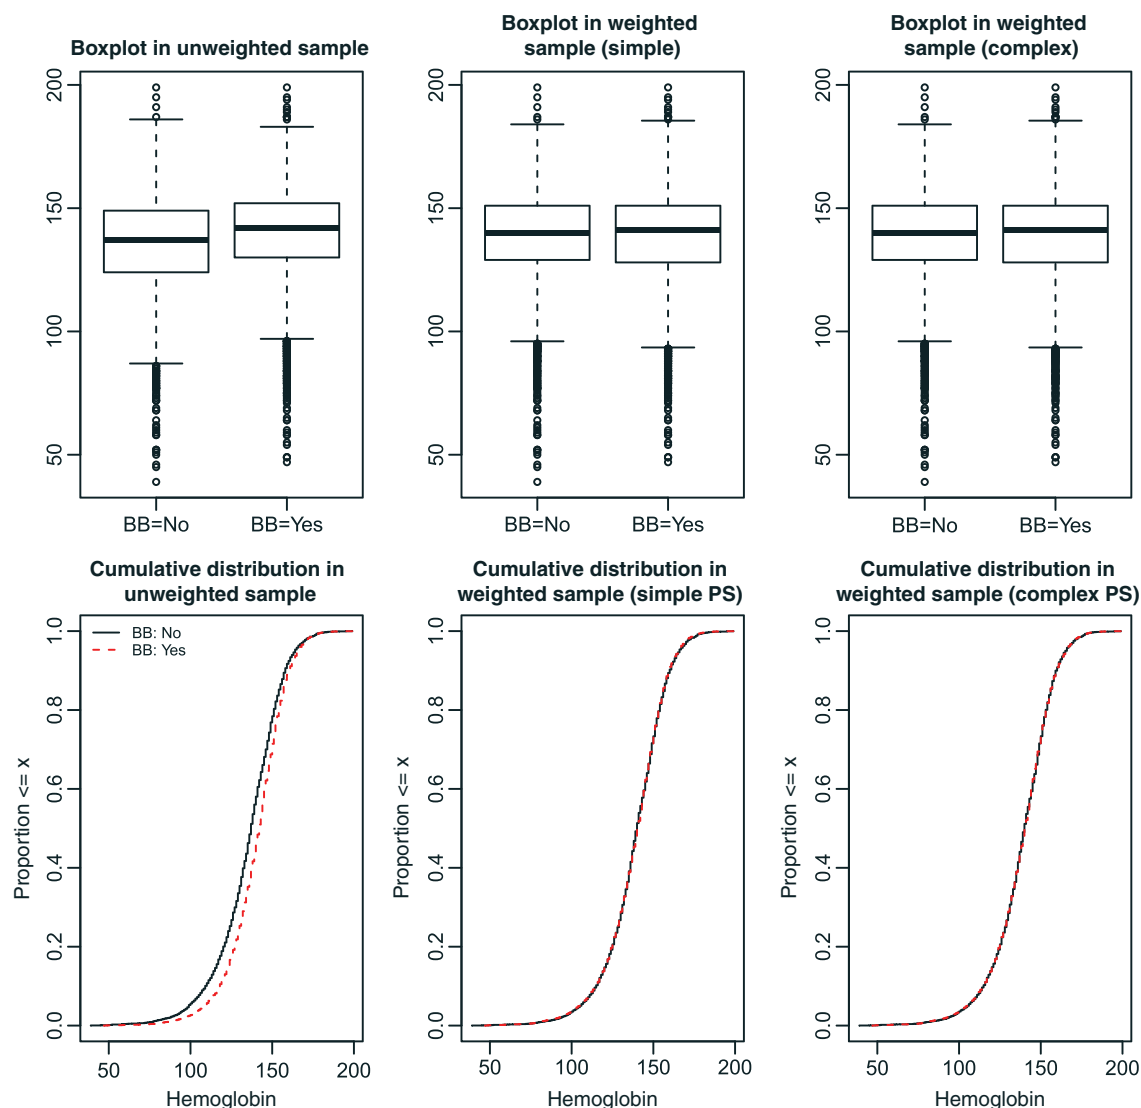 Boxplot in unweighted sample
200
150
100
50
BB=No BB=Yes
Boxplot in weighted
sample (simple)
200
150
100
50
BB=No BB=Yes
Boxplot in weighted
sample (complex)
200
150
100
50
BB=No BB=Yes
Cumulative distribution in
unweighted sample
BB: No
BB: Yes
Proportion <= x
1.0
0.8
0.6
0.4
0.2
0.0
50 100 150 200
Hemoglobin
Cumulative distribution in
weighted sample (simple PS)
Proportion <= x
1.0
0.8
0.6
0.4
0.2
0.0
50 100 150 200
Hemoglobin
Cumulative distribution in
weighted sample (complex PS)
Proportion <= x
1.0
0.8
0.6
0.4
0.2
0.0
50 100 150 200
Hemoglobin